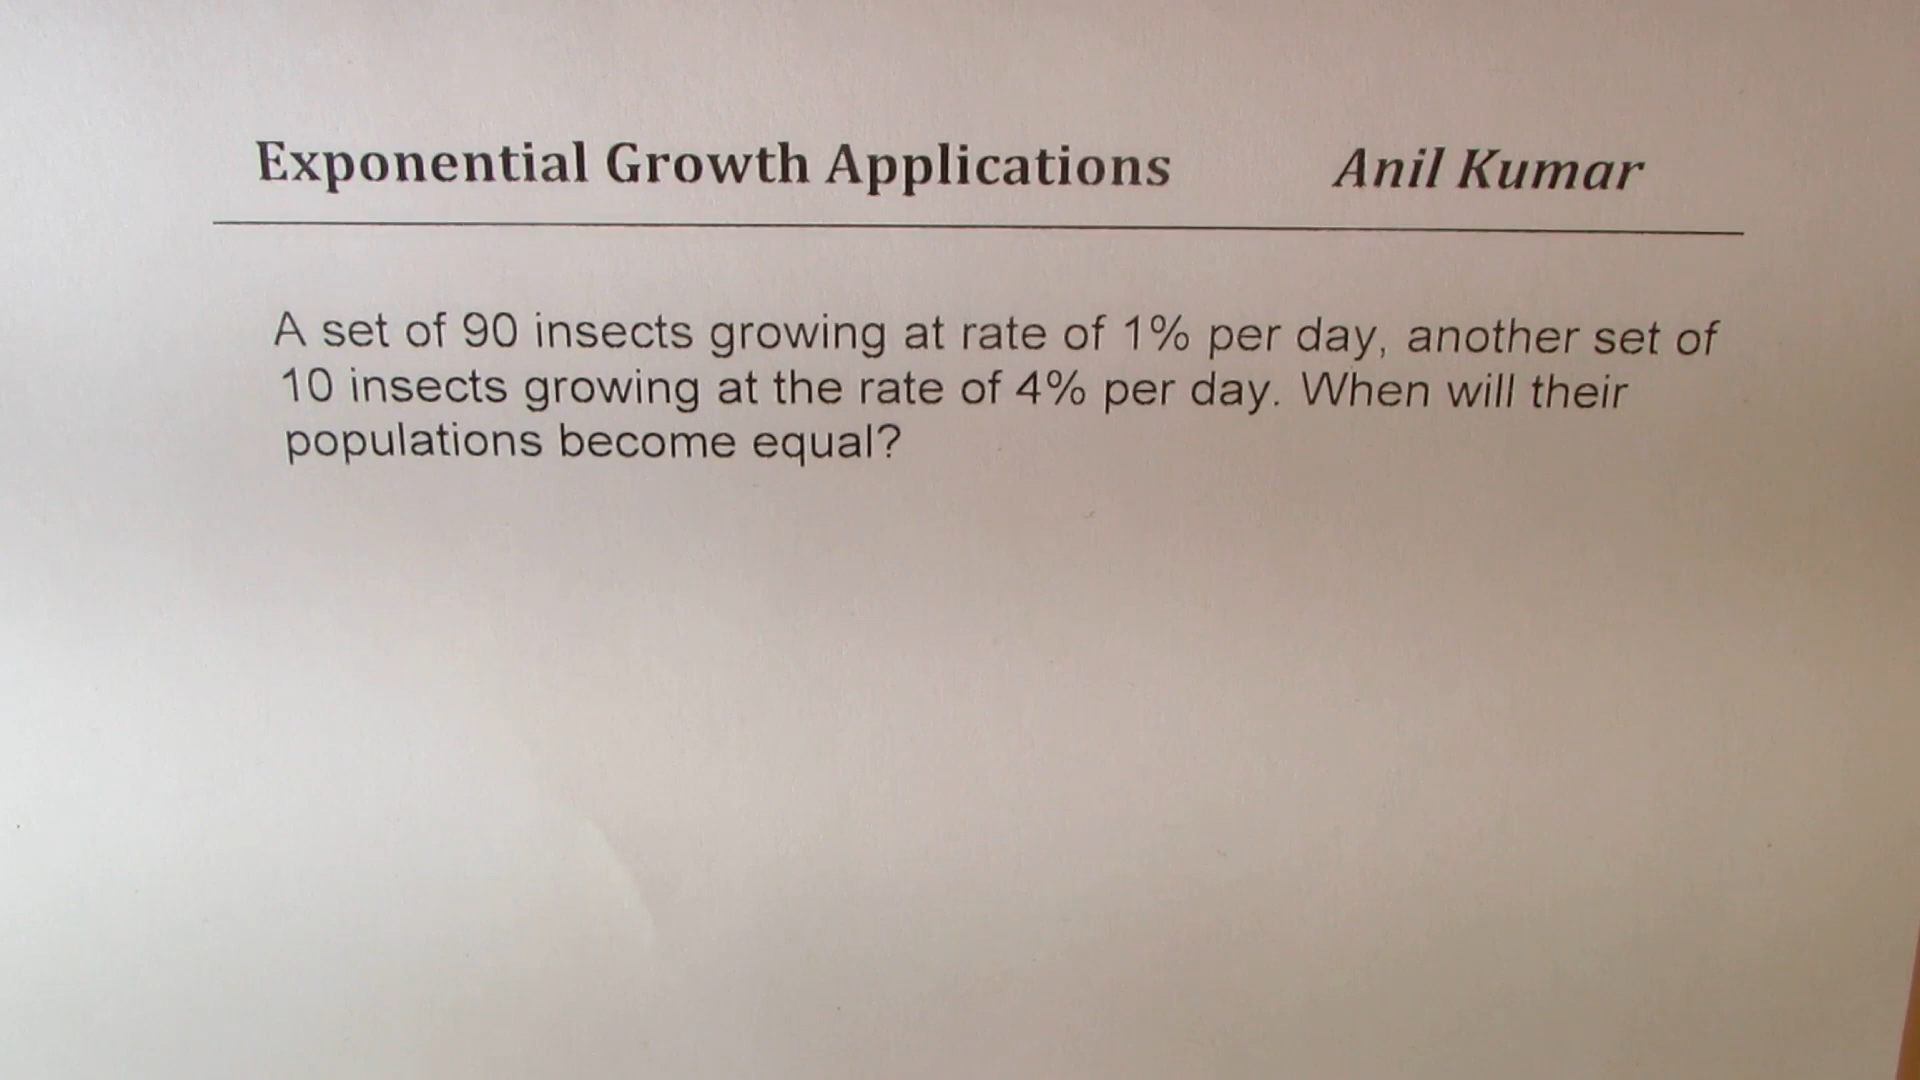 Exponential Growth Applications Anil Kumar
A set of 90 insects growing at rate of 1% per day, another set of
10 insects growing at the rate of 4% per day. When will their
populations become equal?